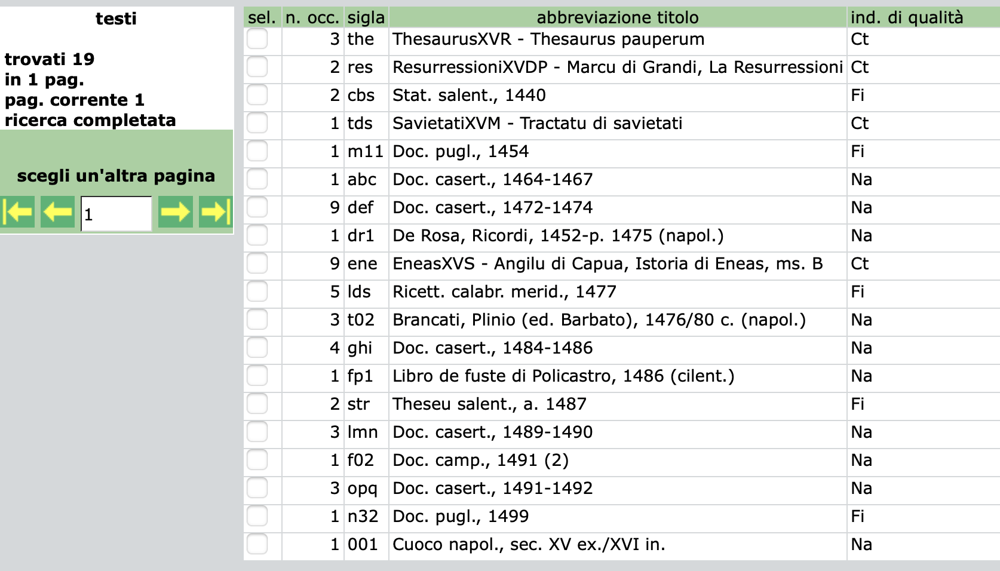 testi
trovati 19
in 1 pag.
pag. corrente 1
ricerca completata
scegli un'altra pagina
1
sel. n. occ. sigla abbreviazione titolo ind. di qualità
3 the ThesaurusXVR - Thesaurus pauperum Ct
2 res ResurressioniXVDP - Marcu di Grandi, La Resurressioni Ct
2 cbs Stat. salent., 1440 Fi
1 tds SavietatiXVM - Tractatu di savietati Ct
1 m11 Doc. pugl., 1454 Fi
1 abc Doc. casert., 1464-1467 Na
9 def Doc. casert., 1472-1474 Na
1 dr1 De Rosa, Ricordi, 1452-p. 1475 (napol.) Na
9 ene EneasXVS - Angilu di Capua, Istoria di Eneas, ms. B Ct
5 lds Ricett. calabr. merid., 1477 Fi
3 t02 Brancati, Plinio (ed. Barbato), 1476/80 c. (napol.) Na
4 ghi Doc. casert., 1484-1486 Na
1 fp1 Libro de fuste di Policastro, 1486 (cilent.) Na
2 str Theseu salent., a. 1487 Fi
3 lmn Doc. casert., 1489-1490 Na
1 f02 Doc. camp., 1491 (2) Na
3 opq Doc. casert., 1491-1492 Na
1 n32 Doc. pugl., 1499 Fi
1 001 Cuoco napol., sec. XV ex./XVI in. Na